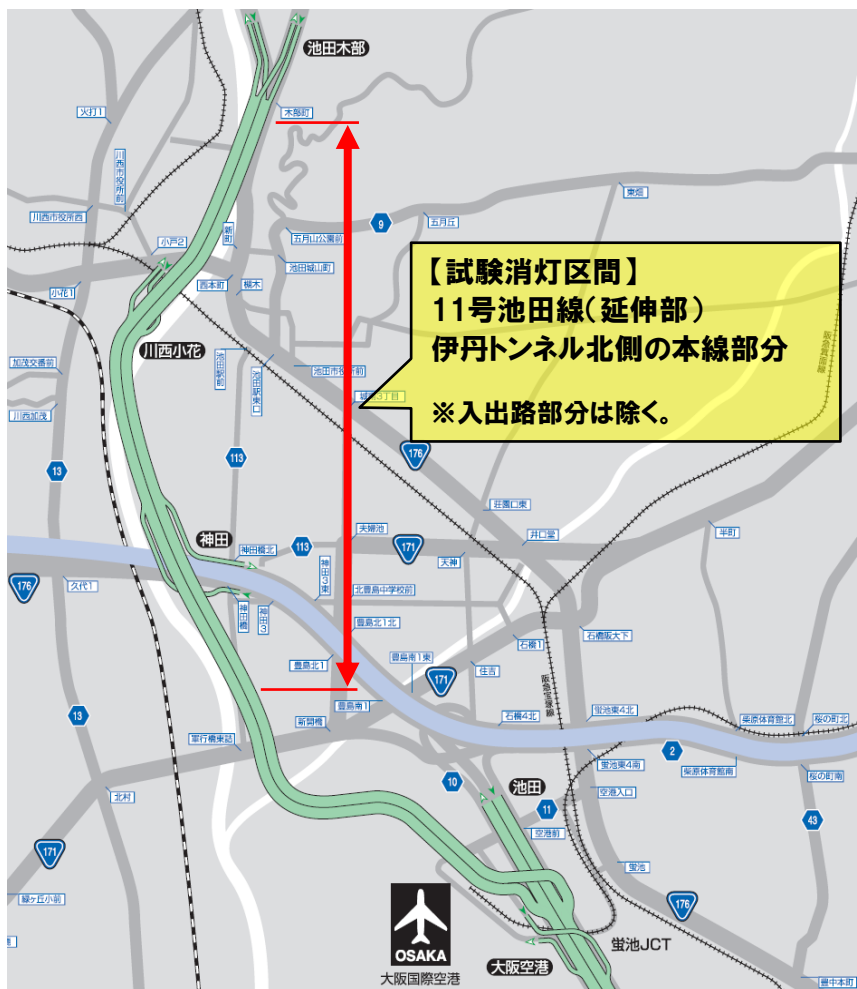 池田木部
木部町
火打1
川西市役所前
東畑
9
五月丘
川西市役所西
新町
五月山公園前
小戸2
池田城山町
西本町
槻木
小花1
【試験消灯区間】
11号池田線(延伸部)
伊丹トンネル北側の本線部分
※入出路部分は除く。
阪急箕面線
川西小花
加茂交番前
池田駅前
池田駅東口
池田市役所前
川西加茂
13
113
176
荘園口東
夫婦池
井口堂
半町
神田
神田橋北
113
171
天神
176
久代1
神田3東
北豊島中学校前
神田橋
神田3
豊島北1北
石橋阪大下
石橋1
豊島北1
豊島南1東
住吉
171
阪急宝塚線
豊島南1
石橋4北
蛍池東4北
柴原体育館北
桜の町北
13
新開橋
軍行橋東詰
2
蛍池東4南
柴原体育館南
桜の町南
北村
10
池田
空港入口
11
43
空港前
171
蛍池
緑ヶ丘小前
176
OSAKA
大阪国際空港
大阪空港
蛍池JCT
豊中本町